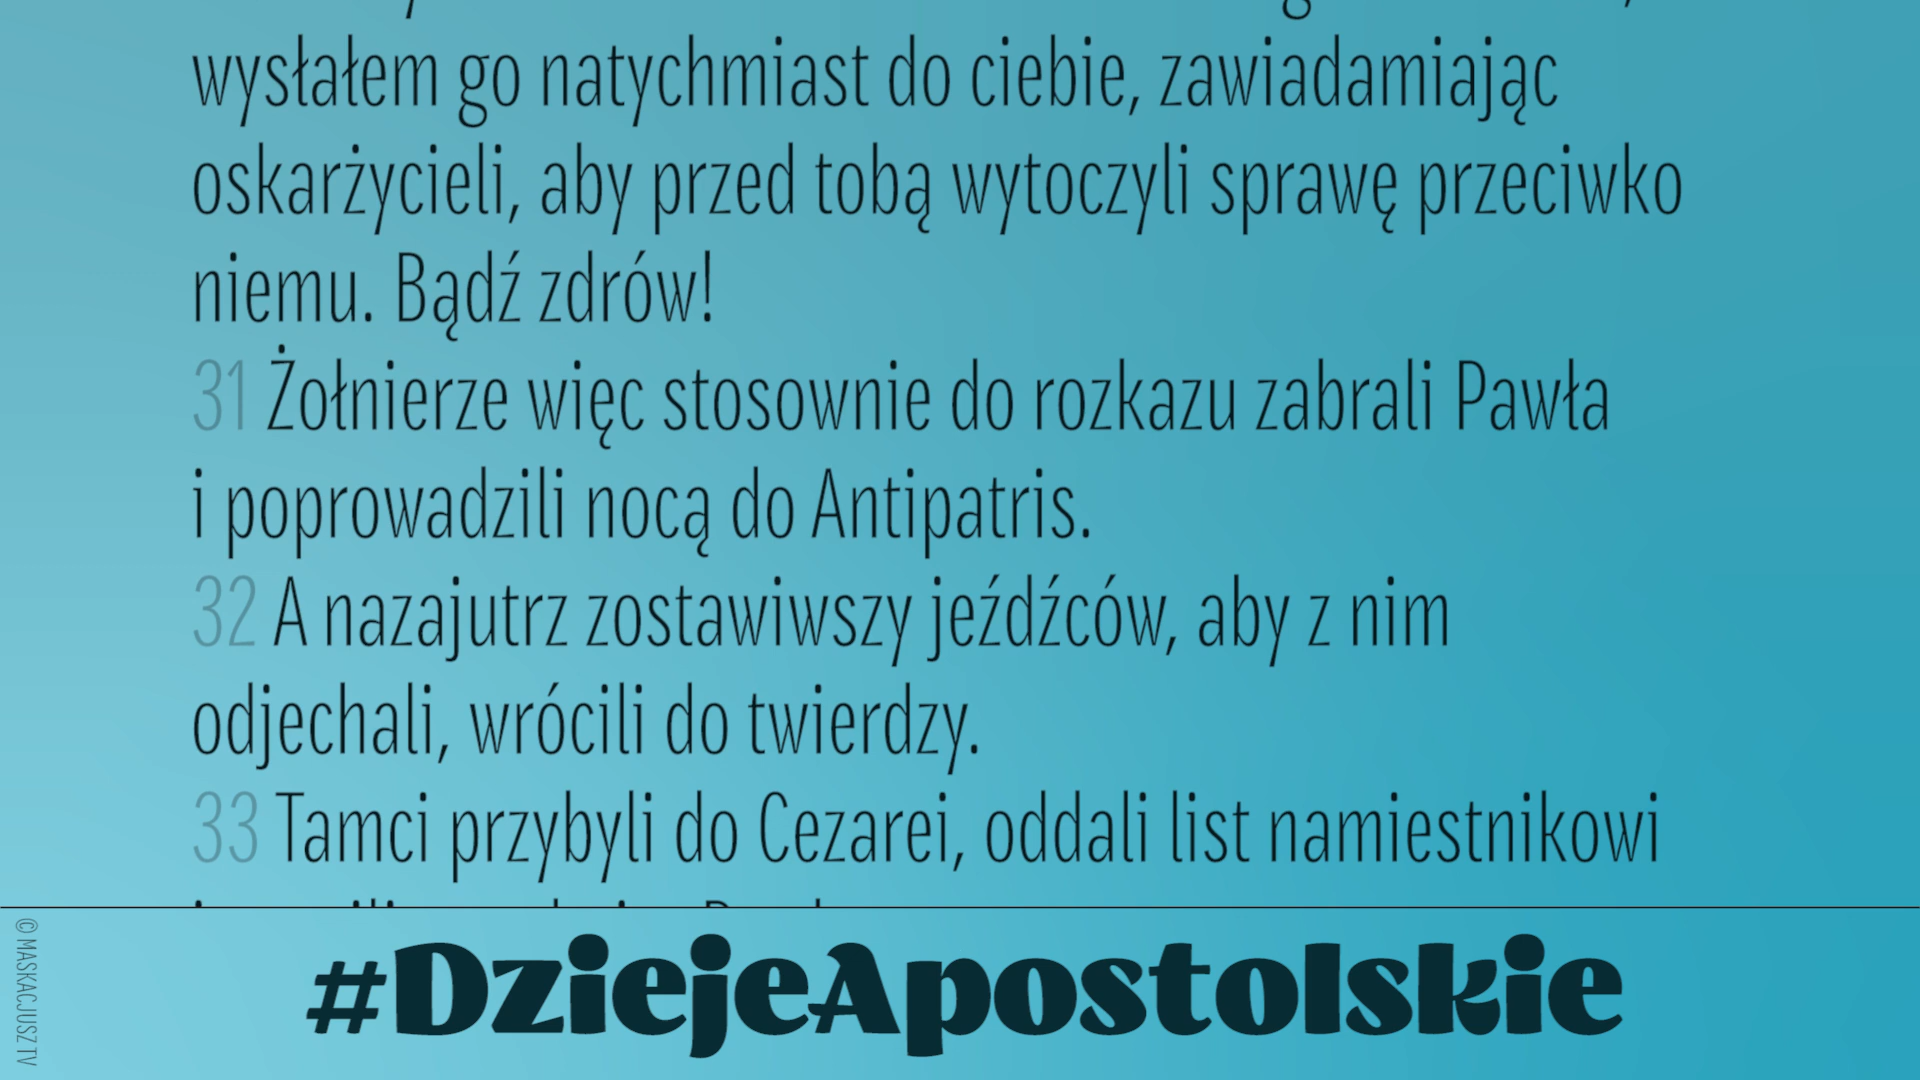 wysłałem go natychmiast do ciebie, zawiadamiając
oskarżycieli, aby przed tobą wytoczyli sprawę przeciwko
niemu. Bądź zdrów!
31 Żołnierze więc stosownie do rozkazu zabrali Pawła
i poprowadzili nocą do Antipatris.
32 A nazajutrz zostawiwszy jeźdźców, aby z nim
odjechali, wrócili do twierdzy.
33 Tamci przybyli do Cezarei, oddali list namiestnikowi
#DziejeApostolskie
© MASKACJUSZ TV